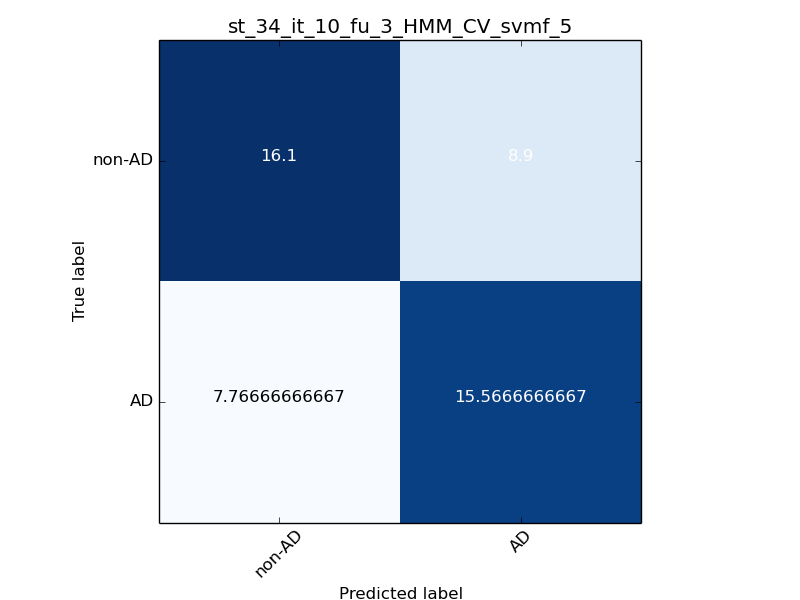 st_34_it_10_fu_3_HMM_CV_svmf_5
non-AD
16.1
8.9
True label
AD
7.76666666667
15.5666666667
non-AD
AD
Predicted label